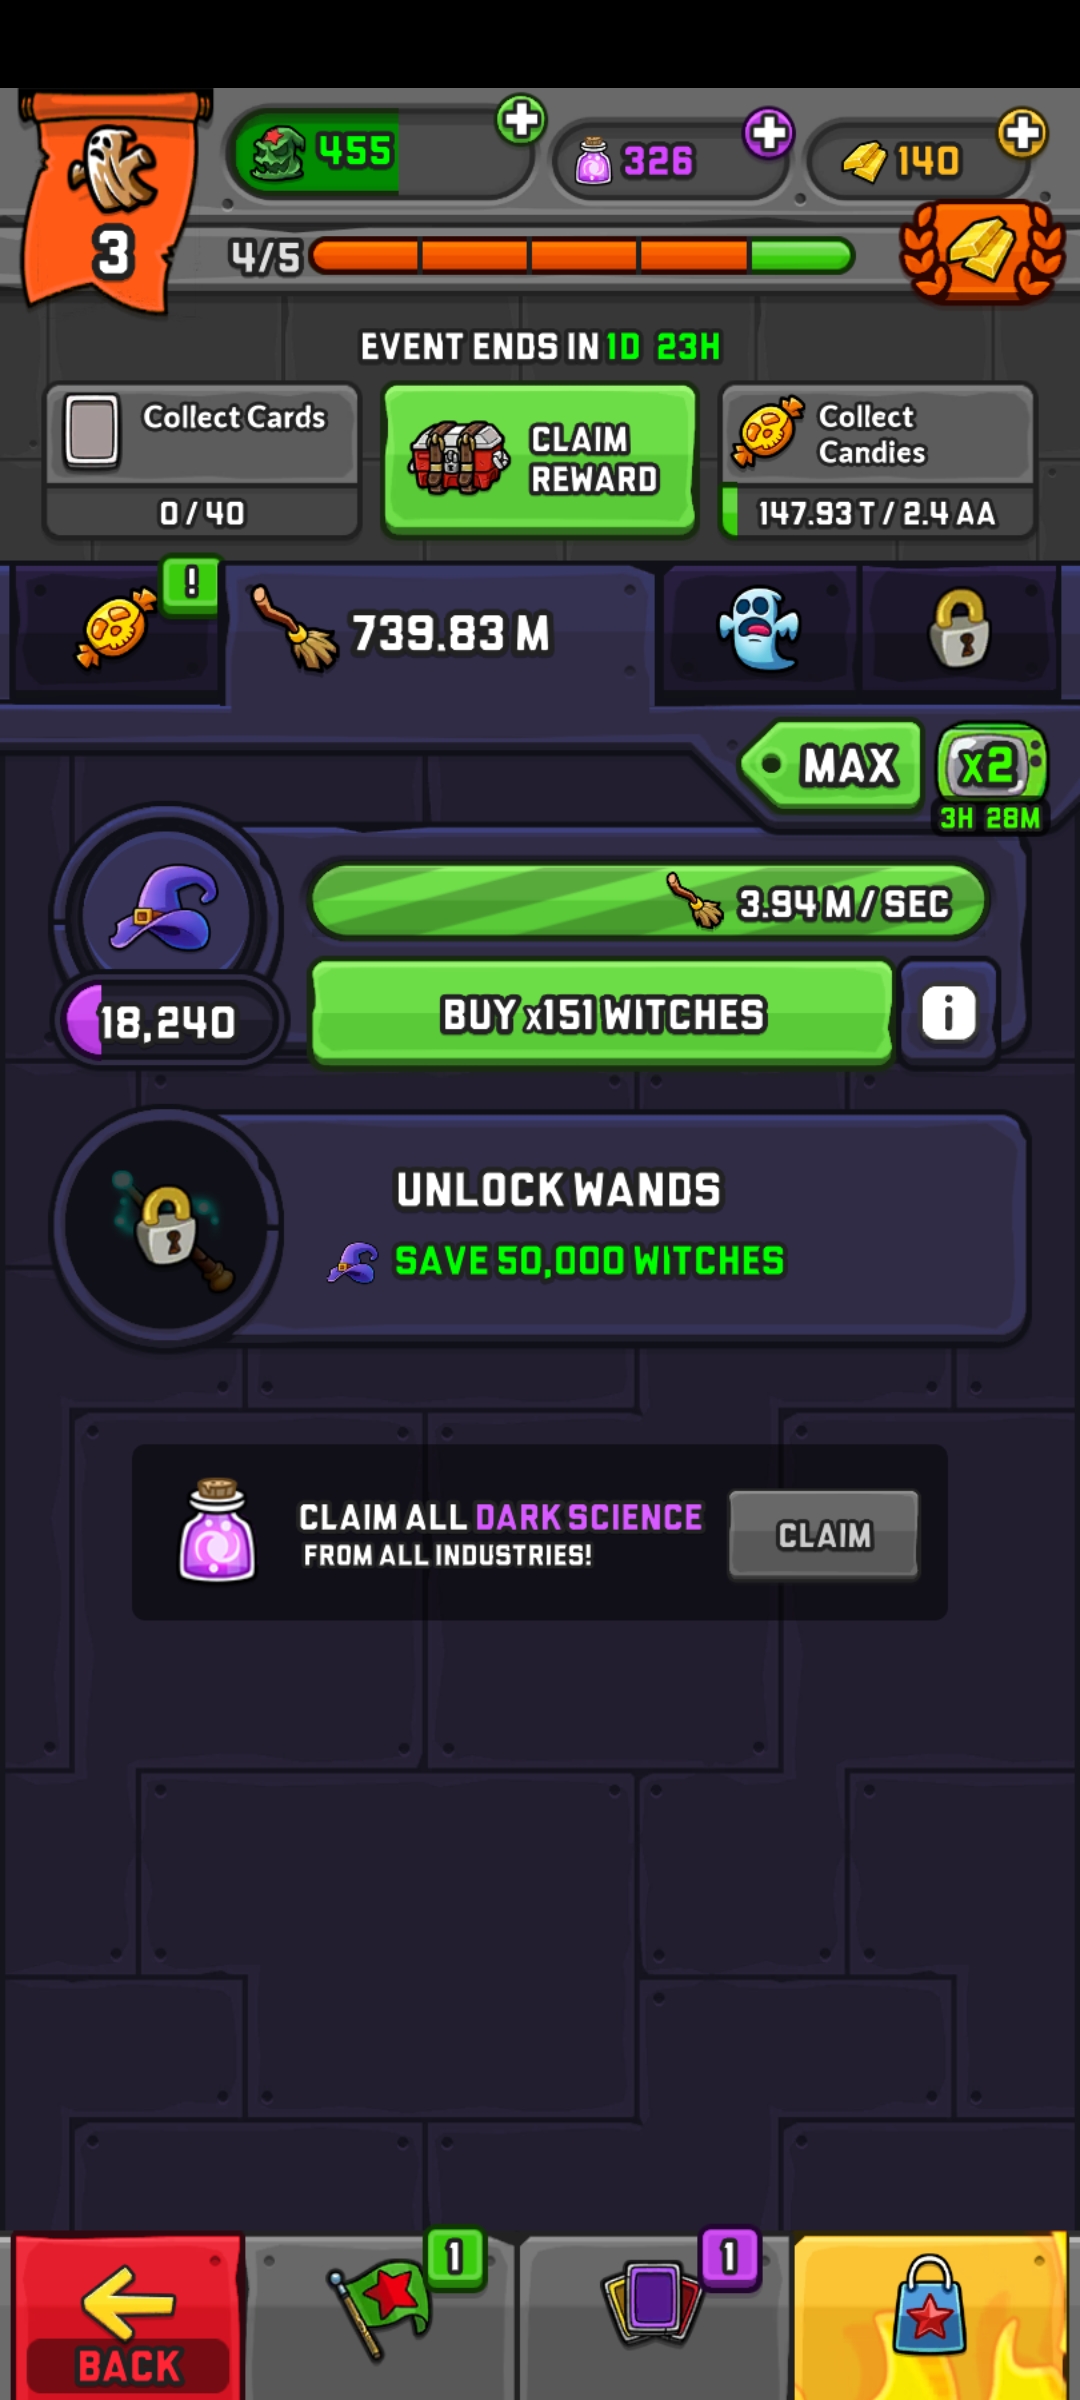 455
326
140
3
4/5
EVENT ENDS IN 1D 23H
Collect Cards
0 / 40
CLAIM
REWARD
Collect
Candies
147.93 T / 2.4 AA
!
739.83 M
MAX
x2
3H 28M
3.94 M / SEC
18,240
BUY x151 WITCHES
i
UNLOCK WANDS
SAVE 50,000 WITCHES
CLAIM ALL DARK SCIENCE
FROM ALL INDUSTRIES!
CLAIM
1
1
BACK